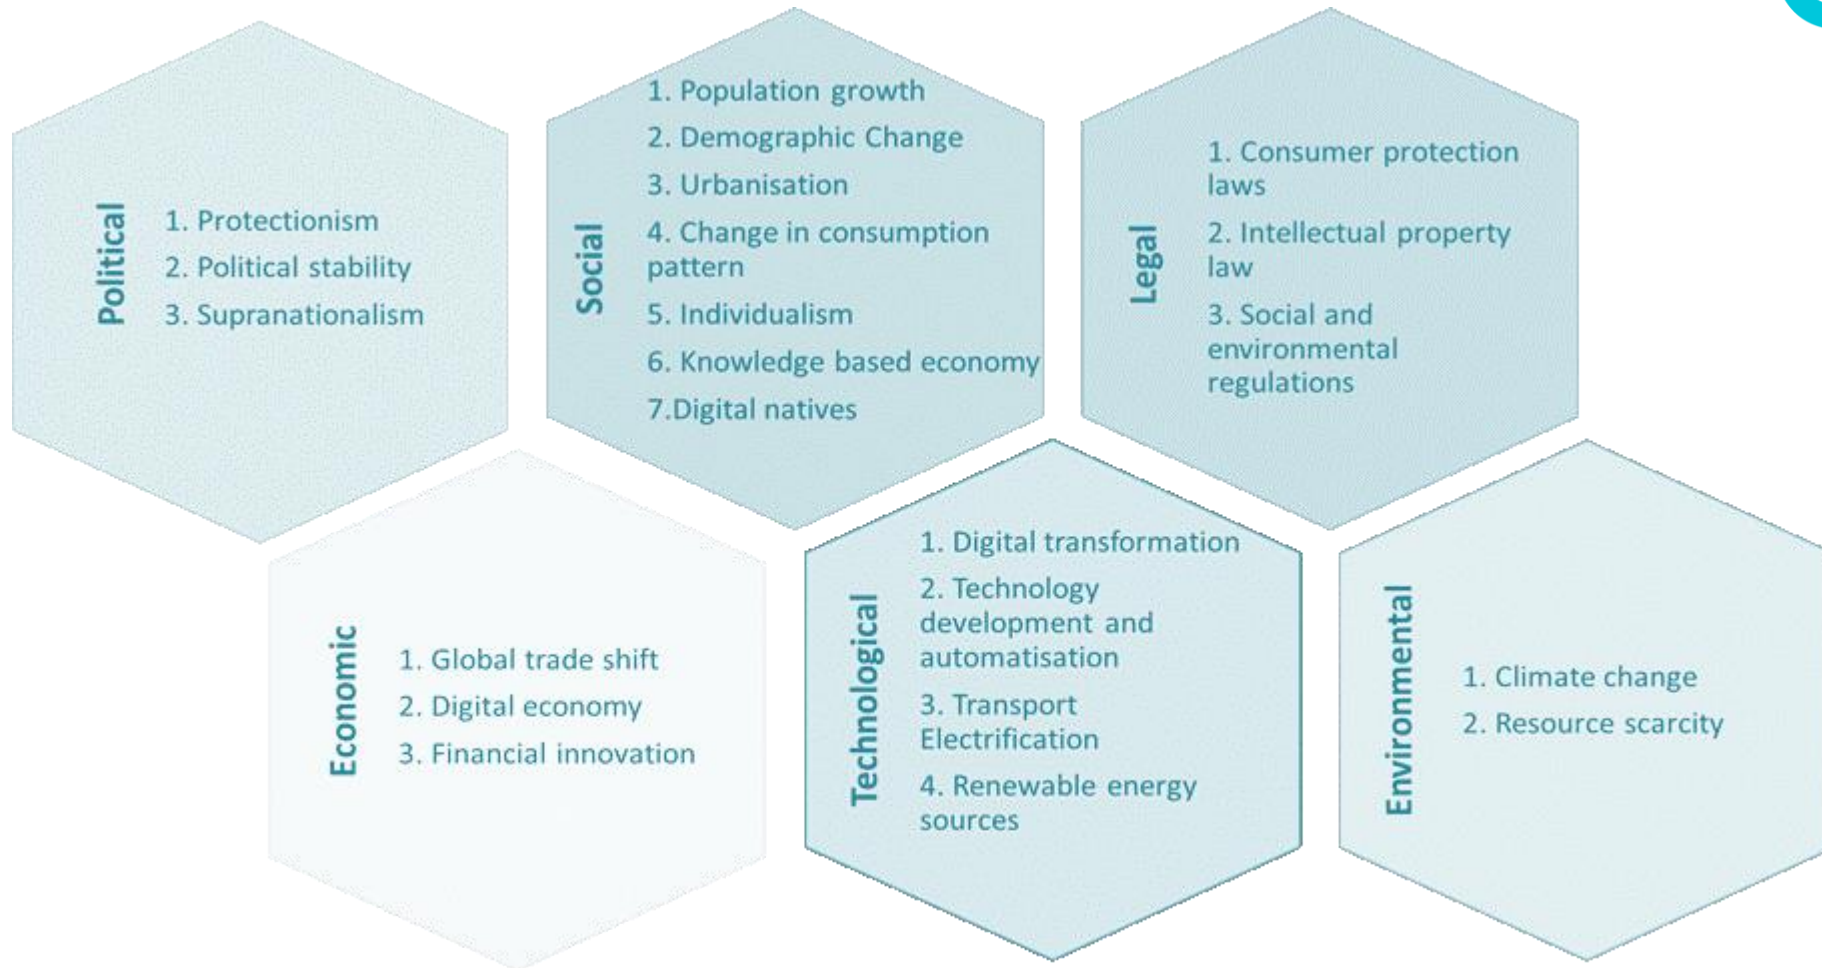 Political
1. Protectionism
2. Political stability
3. Supranationalism
Social
1. Population growth
2. Demographic Change
3. Urbanisation
4. Change in consumption
pattern
5. Individualism
6. Knowledge based economy
7.Digital natives
Legal
1. Consumer protection
laws
2. Intellectual property
law
3. Social and
environmental
regulations
Economic
1. Global trade shift
2. Digital economy
3. Financial innovation
Technological
1. Digital transformation
2. Technology
development and
automatisation
3. Transport
Electrification
4. Renewable energy
sources
Environmental
1. Climate change
2. Resource scarcity